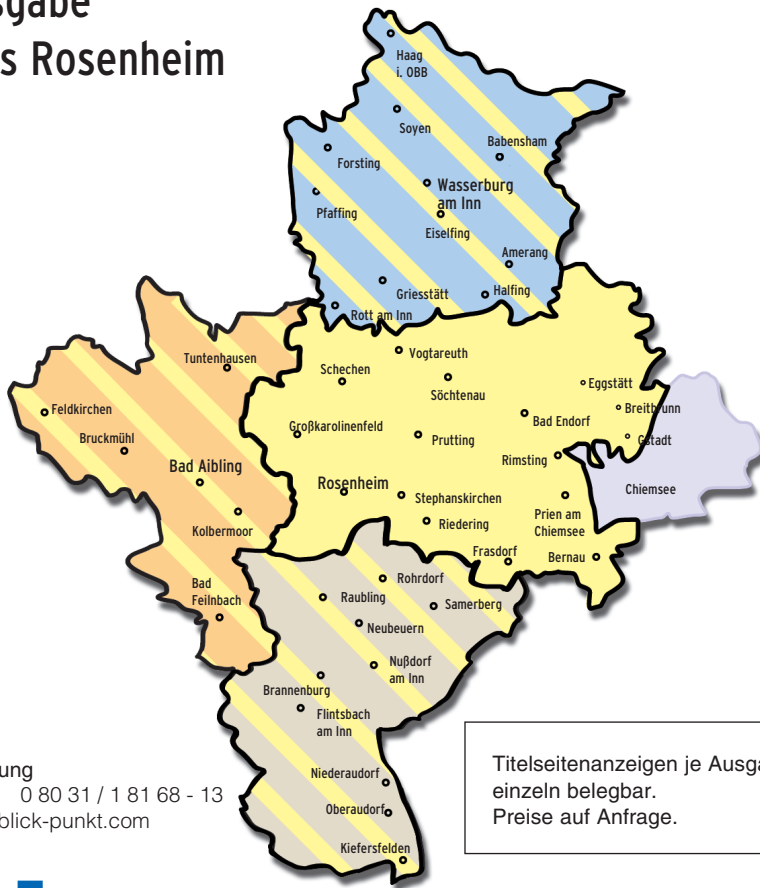 sgabe
s Rosenheim
Haag
i. OBB
Soyen
Babensham
Forsting
Wasserburg
am Inn
Pfaffing
Eiselfing
Amerang
Griesstätt
Halfing
Rott am Inn
Vogtareuth
Tuntenhausen
Schechen
Söchtenau
Eggstätt
Feldkirchen
Breitbrunn
Großkarolinenfeld
Bad Endorf
Bruckmühl
Prutting
Gstadt
Bad Aibling
Rimsting
Rosenheim
Stephanskirchen
Chiemsee
Kolbermoor
Riedering
Prien am
Chiemsee
Frasdorf
Bernau
Bad
Feilnbach
Rohrdorf
Raubling
Samerberg
Neubeuern
Nußdorf
am Inn
Brannenburg
Flintsbach
am Inn
Niederaudorf
Oberaudorf
Kiefersfelden
ung
0 80 31 / 1 81 68 - 13
blick-punkt.com
Titelseitenanzeigen je Ausga
einzeln belegbar.
Preise auf Anfrage.